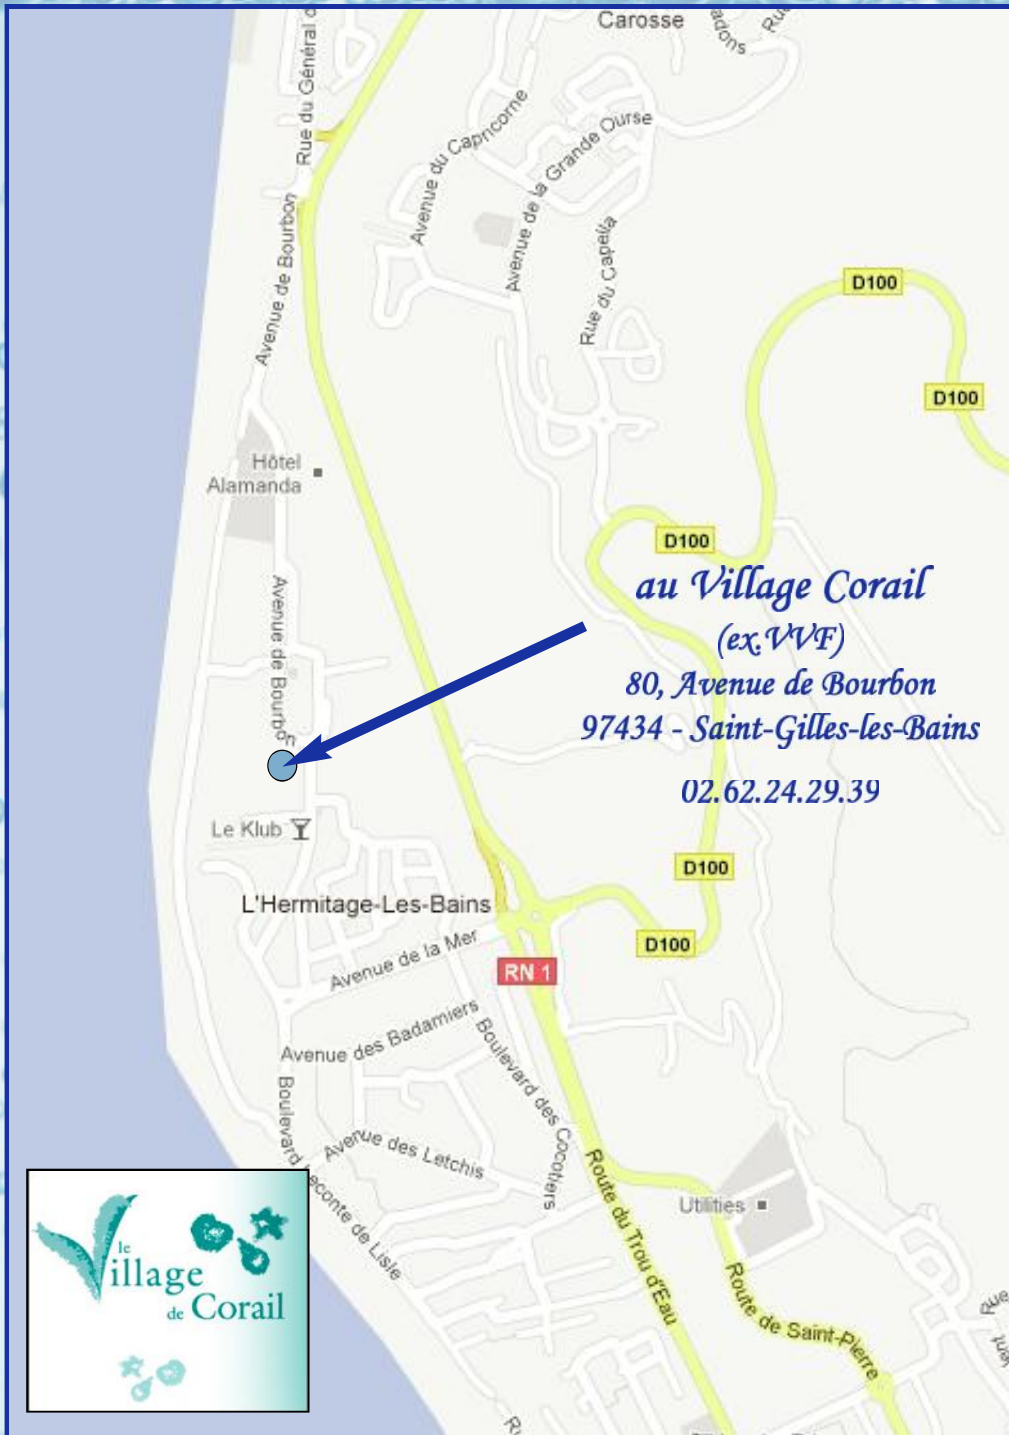 Carosse
Rue du Général
Avenue du Capricorne
Avenue de la Grande Ourse
Rue du Capella
Avenue de Bourbon
D100
D100
Hôtel
Alamanda
D100
au Village Corail
(ex.VVF)
80, Avenue de Bourbon
97434 - Saint-Gilles-les-Bains
02.62.24.29.39
Avenue de Bourbon
Le Klub
D100
L'Hermitage-Les-Bains
D100
Avenue de la Mer
RN 1
Avenue des Badamiers
Boulevard des Cocotiers
Boulevard Leconte de Lisle
Avenue des Letchis
Route du Trou d'Eau
Utilities
Route de Saint-Pierre
Rue
le
Village
de Corail